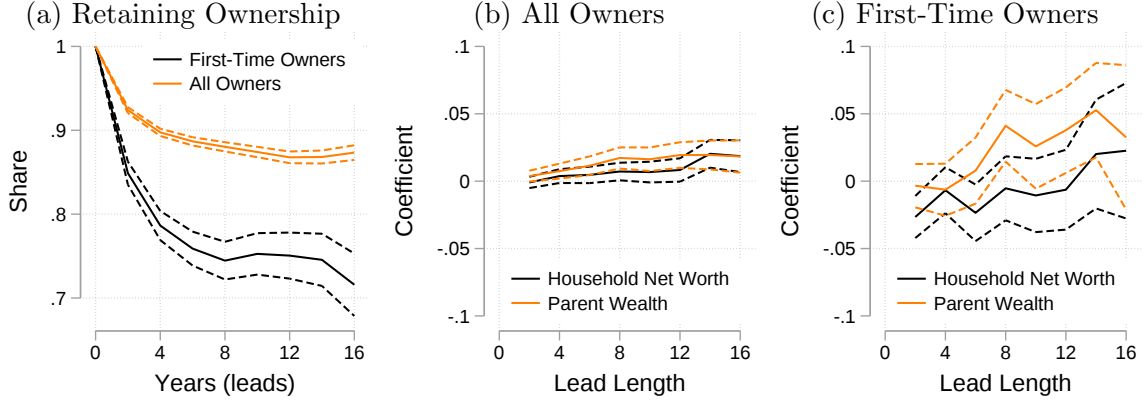 (a) Retaining Ownership
1
.9
.8
.7
Share
First-Time Owners
All Owners
0 4 8 12 16
Years (leads)
(b) All Owners
.1
.05
0
-.05
-.1
Coefficient
Household Net Worth
Parent Wealth
0 4 8 12 16
Lead Length
(c) First-Time Owners
.1
.05
0
-.05
-.1
Coefficient
Household Net Worth
Parent Wealth
0 4 8 12 16
Lead Length